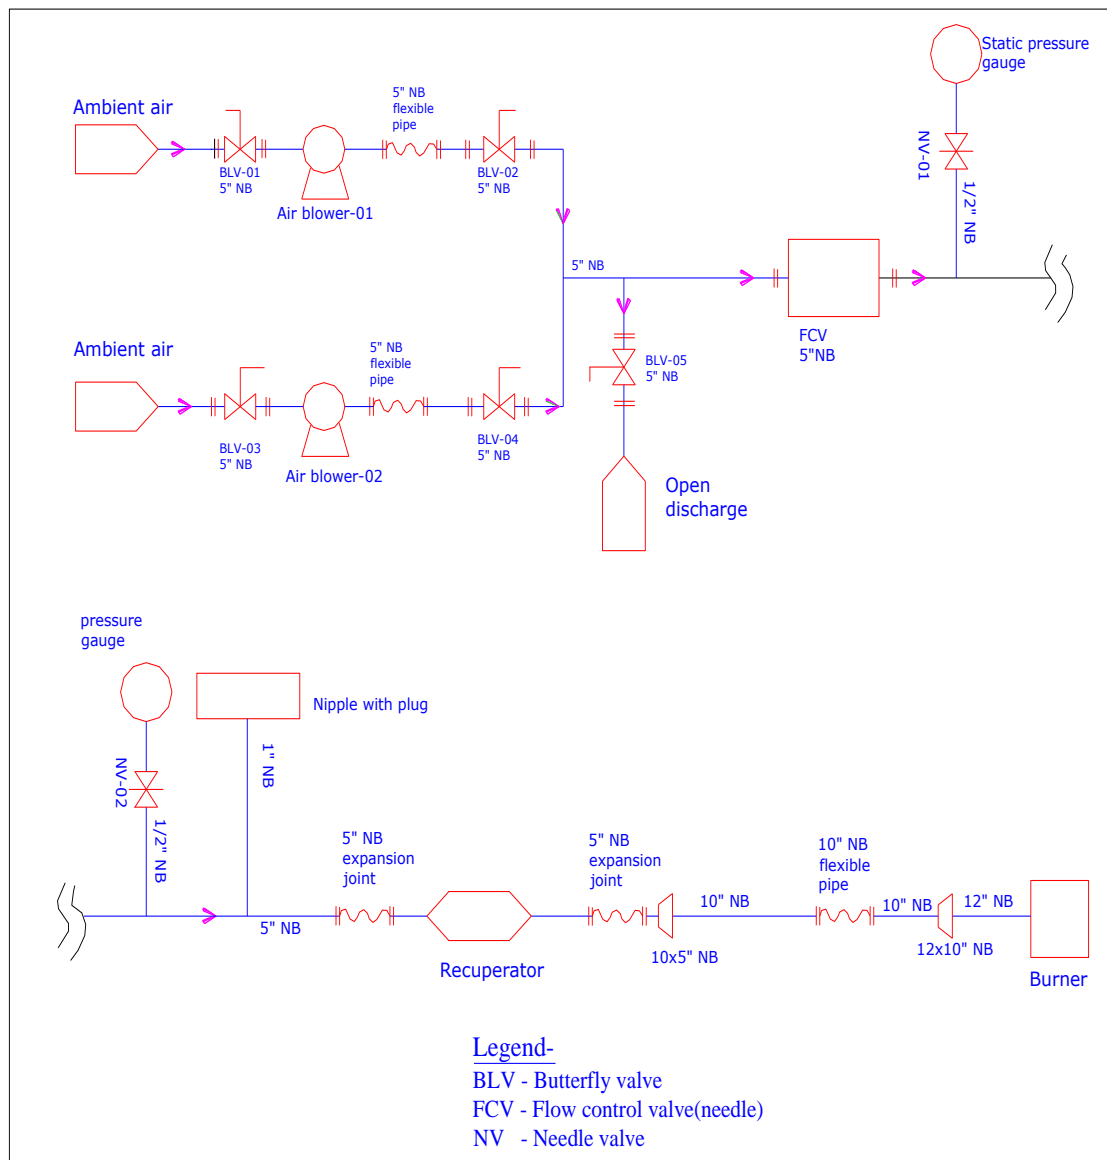 Static pressure
gauge
5" NB
flexible
pipe
Ambient air
BLV-01
5" NB
BLV-02
5" NB
NV-01
1/2" NB
Air blower-01
5" NB
FCV
5"NB
Ambient air
5" NB
flexible
pipe
BLV-05
5" NB
BLV-03
5" NB
BLV-04
5" NB
Air blower-02
Open
discharge
pressure
gauge
Nipple with plug
1" NB
NV-02
1/2" NB
5" NB
expansion
joint
5" NB
expansion
joint
10" NB
flexible
pipe
5" NB
10" NB
10" NB
12" NB
Recuperator
10x5" NB
12x10" NB
Burner
Legend-
BLV - Butterfly valve
FCV - Flow control valve(needle)
NV - Needle valve